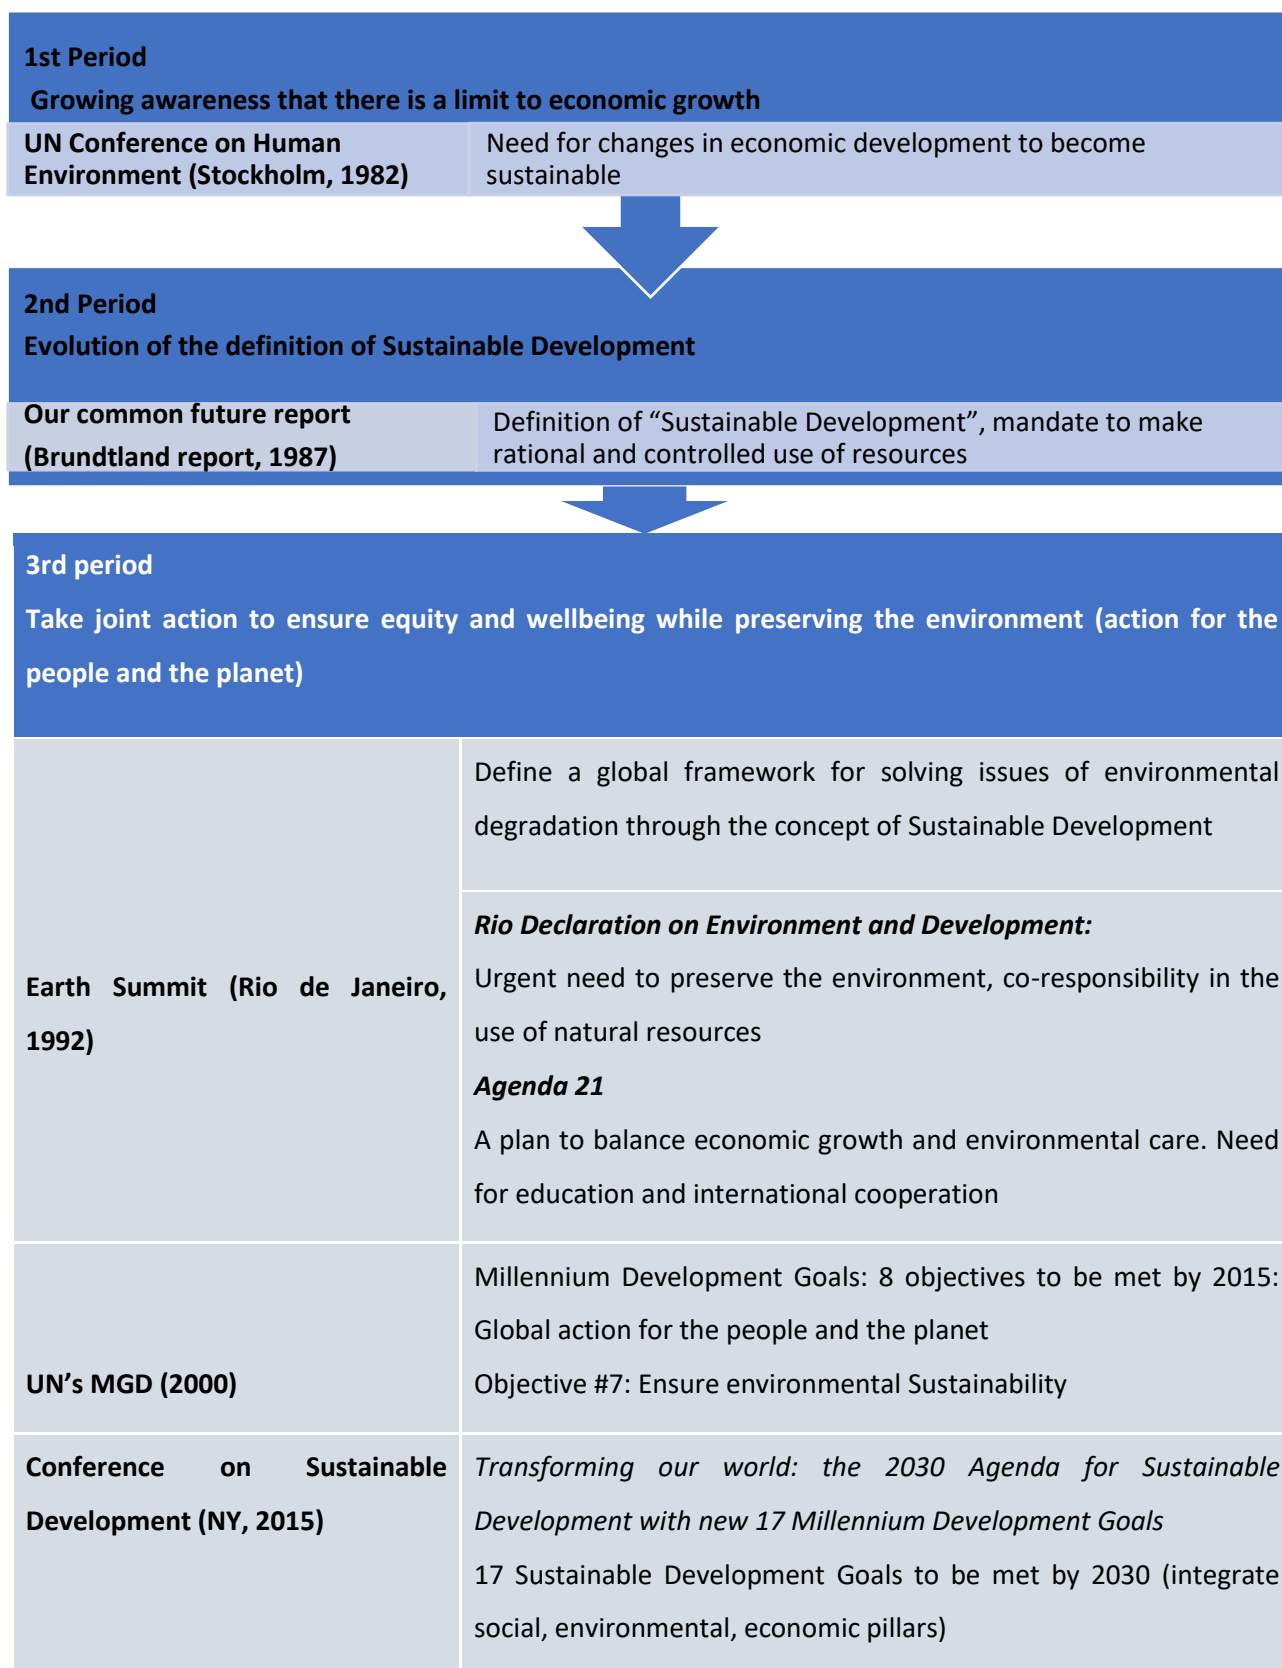 1st Period
Growing awareness that there is a limit to economic growth
UN Conference on Human
Environment (Stockholm, 1982)
Need for changes in economic development to become
sustainable
2nd Period
Evolution of the definition of Sustainable Development
Our common future report
(Brundtland report, 1987)
Definition of “Sustainable Development”, mandate to make
rational and controlled use of resources
3rd period
Take joint action to ensure equity and wellbeing while preserving the environment (action for the
people and the planet)
Earth Summit (Rio de Janeiro,
1992)
Define a global framework for solving issues of environmental
degradation through the concept of Sustainable Development
Rio Declaration on Environment and Development:
Urgent need to preserve the environment, co-responsibility in the
use of natural resources
Agenda 21
A plan to balance economic growth and environmental care. Need
for education and international cooperation
UN’s MGD (2000)
Millennium Development Goals: 8 objectives to be met by 2015:
Global action for the people and the planet
Objective #7: Ensure environmental Sustainability
Conference on Sustainable
Development (NY, 2015)
Transforming our world: the 2030 Agenda for Sustainable
Development with new 17 Millennium Development Goals
17 Sustainable Development Goals to be met by 2030 (integrate
social, environmental, economic pillars)